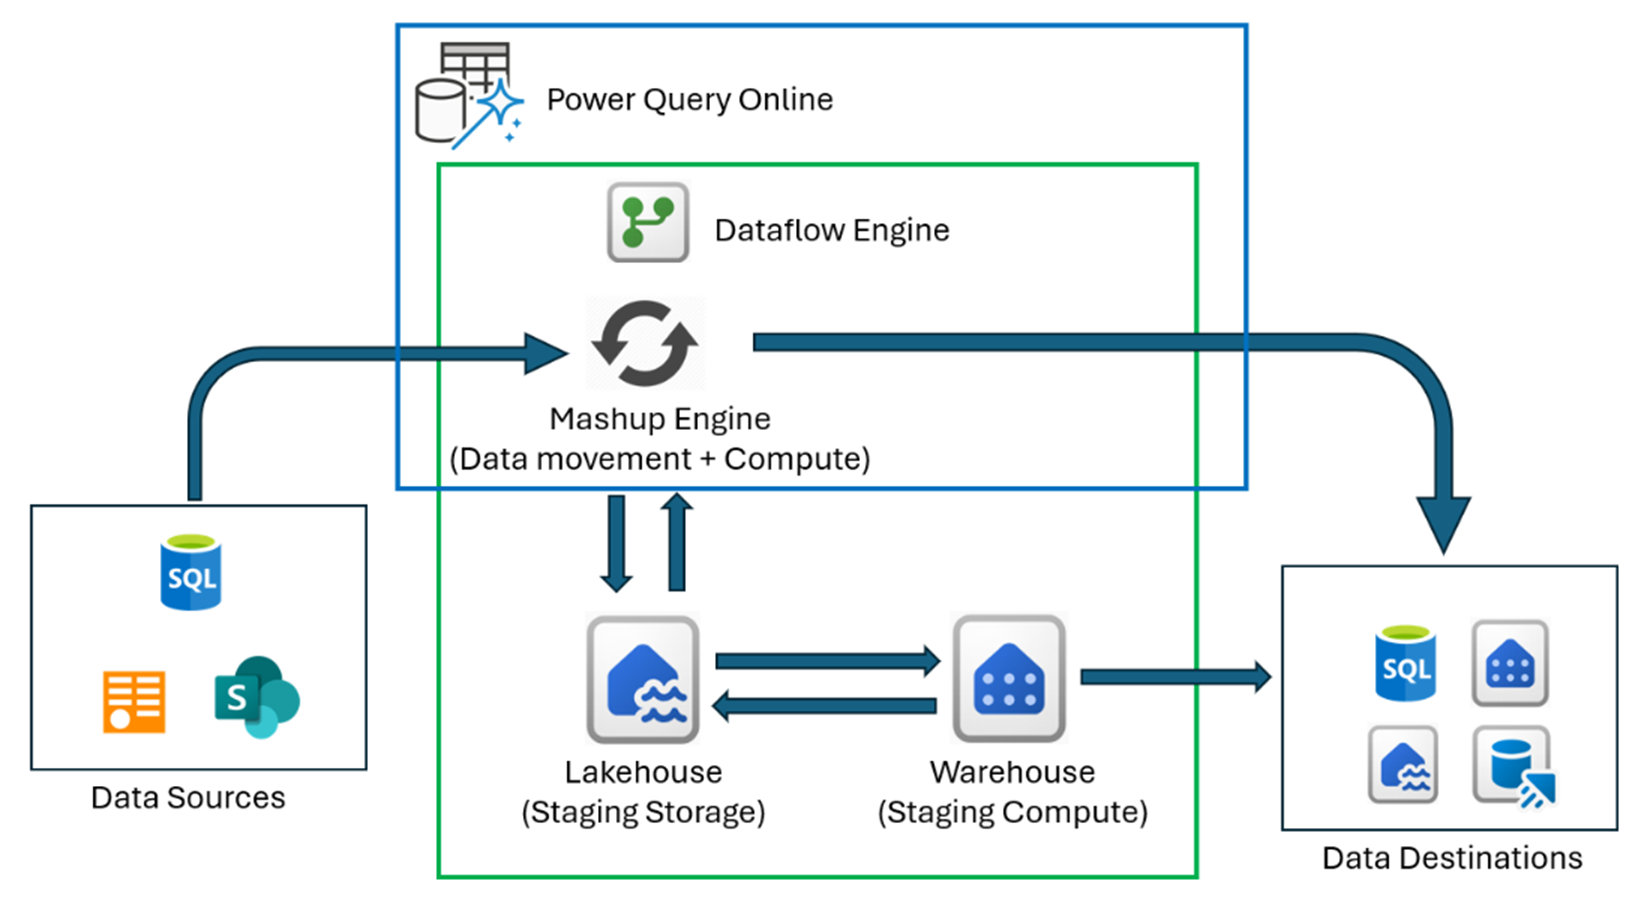 Power Query Online
Dataflow Engine
Mashup Engine
(Data movement + Compute)
SQL
S
Data Sources
Lakehouse
(Staging Storage)
Warehouse
(Staging Compute)
SQL
Data Destinations